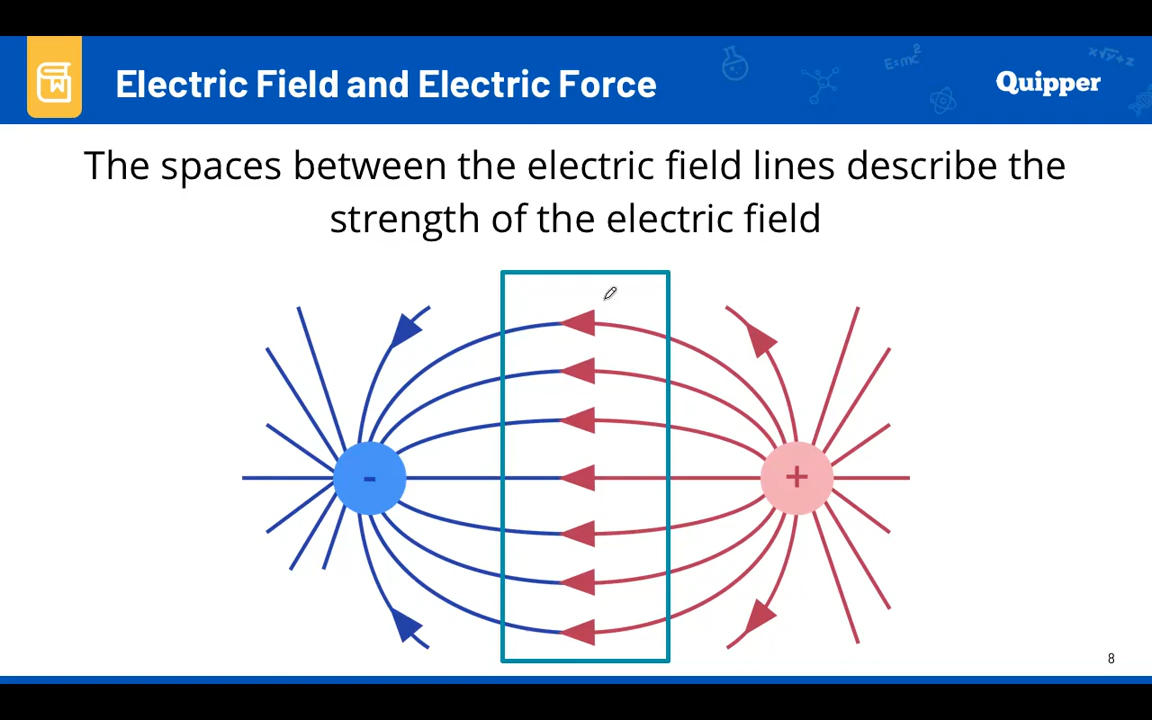 Electric Field and Electric Force
E=mc²
x√y+z
Quipper
The spaces between the electric field lines describe the
strength of the electric field
-
+
8